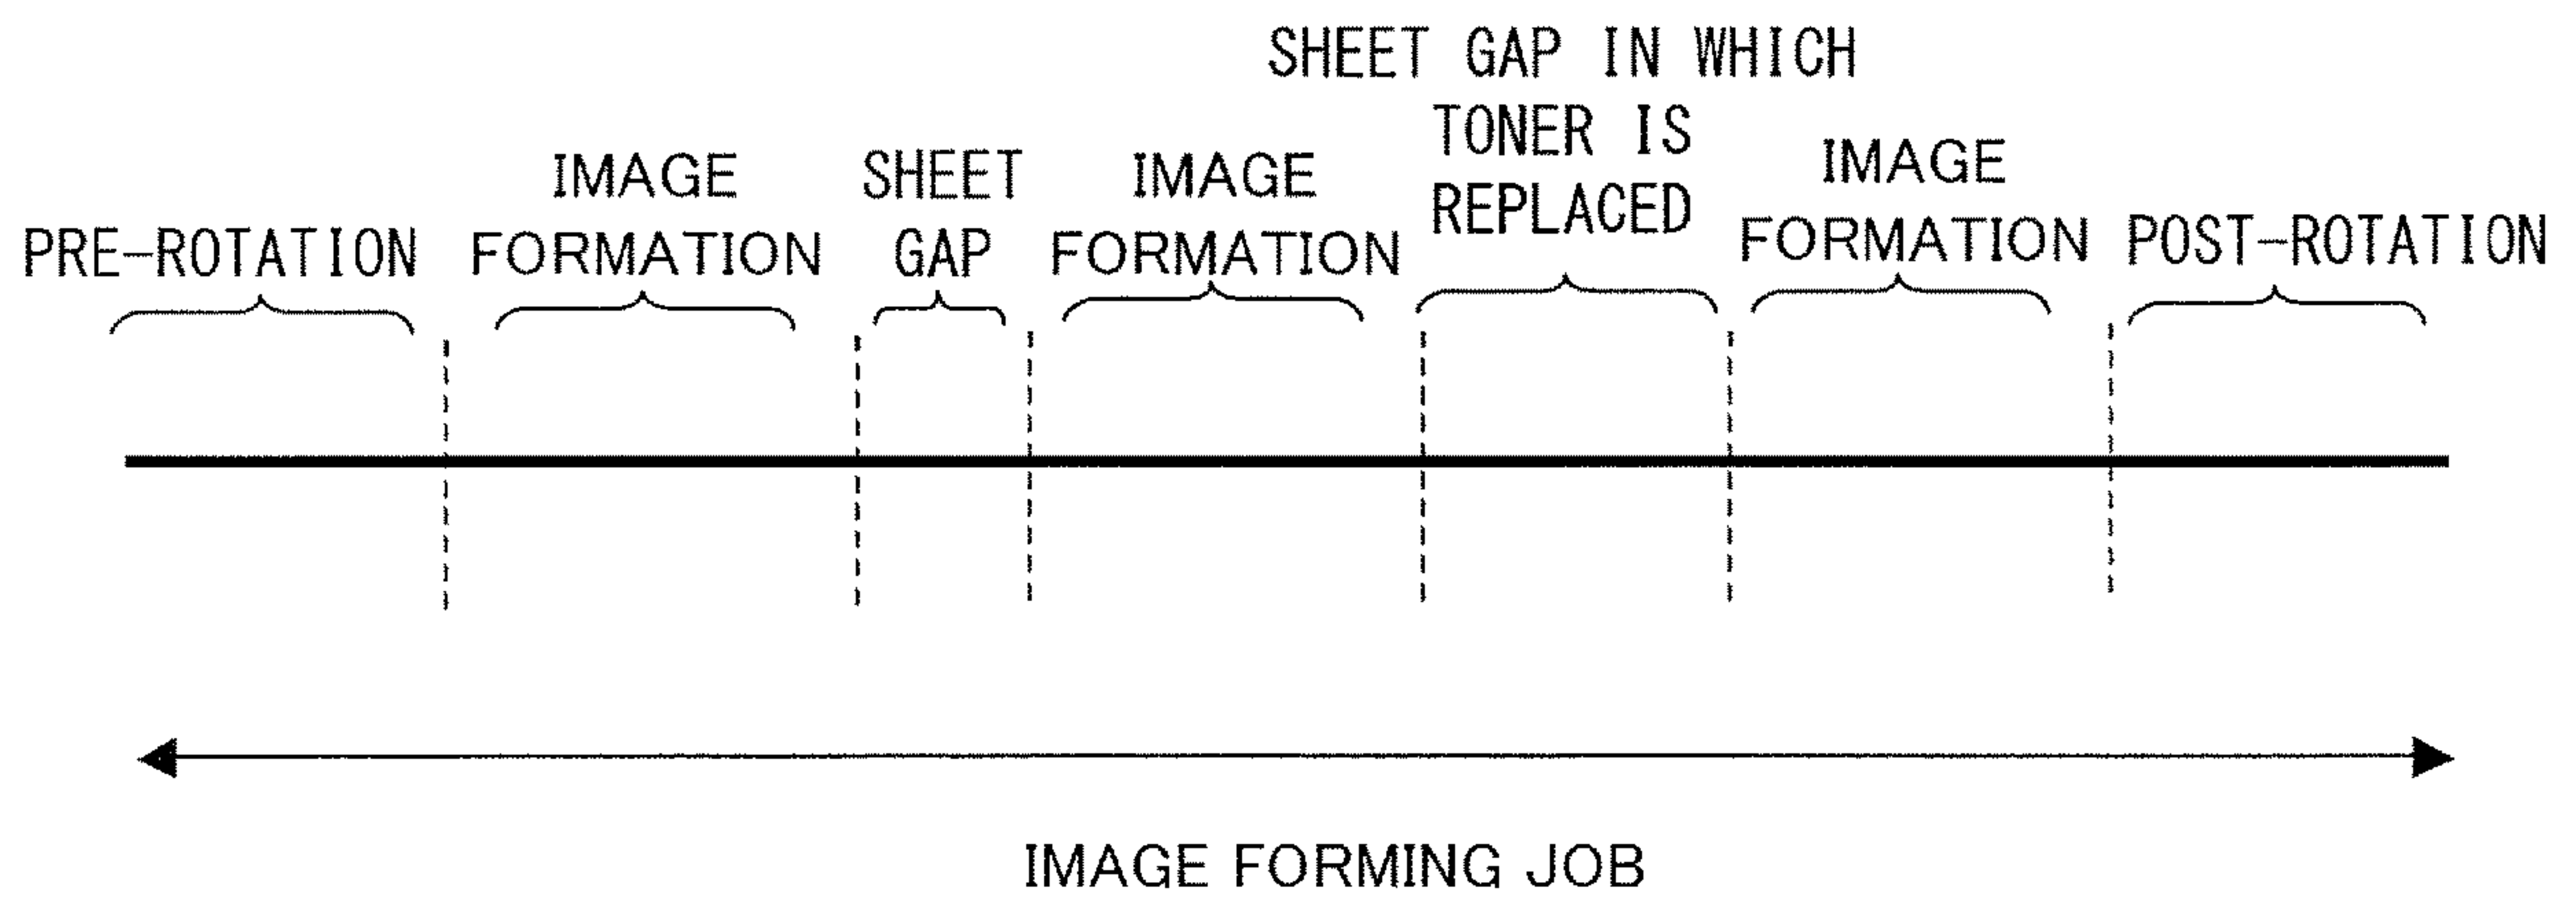 PRE-ROTATION
IMAGE
FORMATION
SHEET
GAP
IMAGE
FORMATION
SHEET GAP IN WHICH
TONER IS
REPLACED
IMAGE
FORMATION
POST-ROTATION
IMAGE FORMING JOB